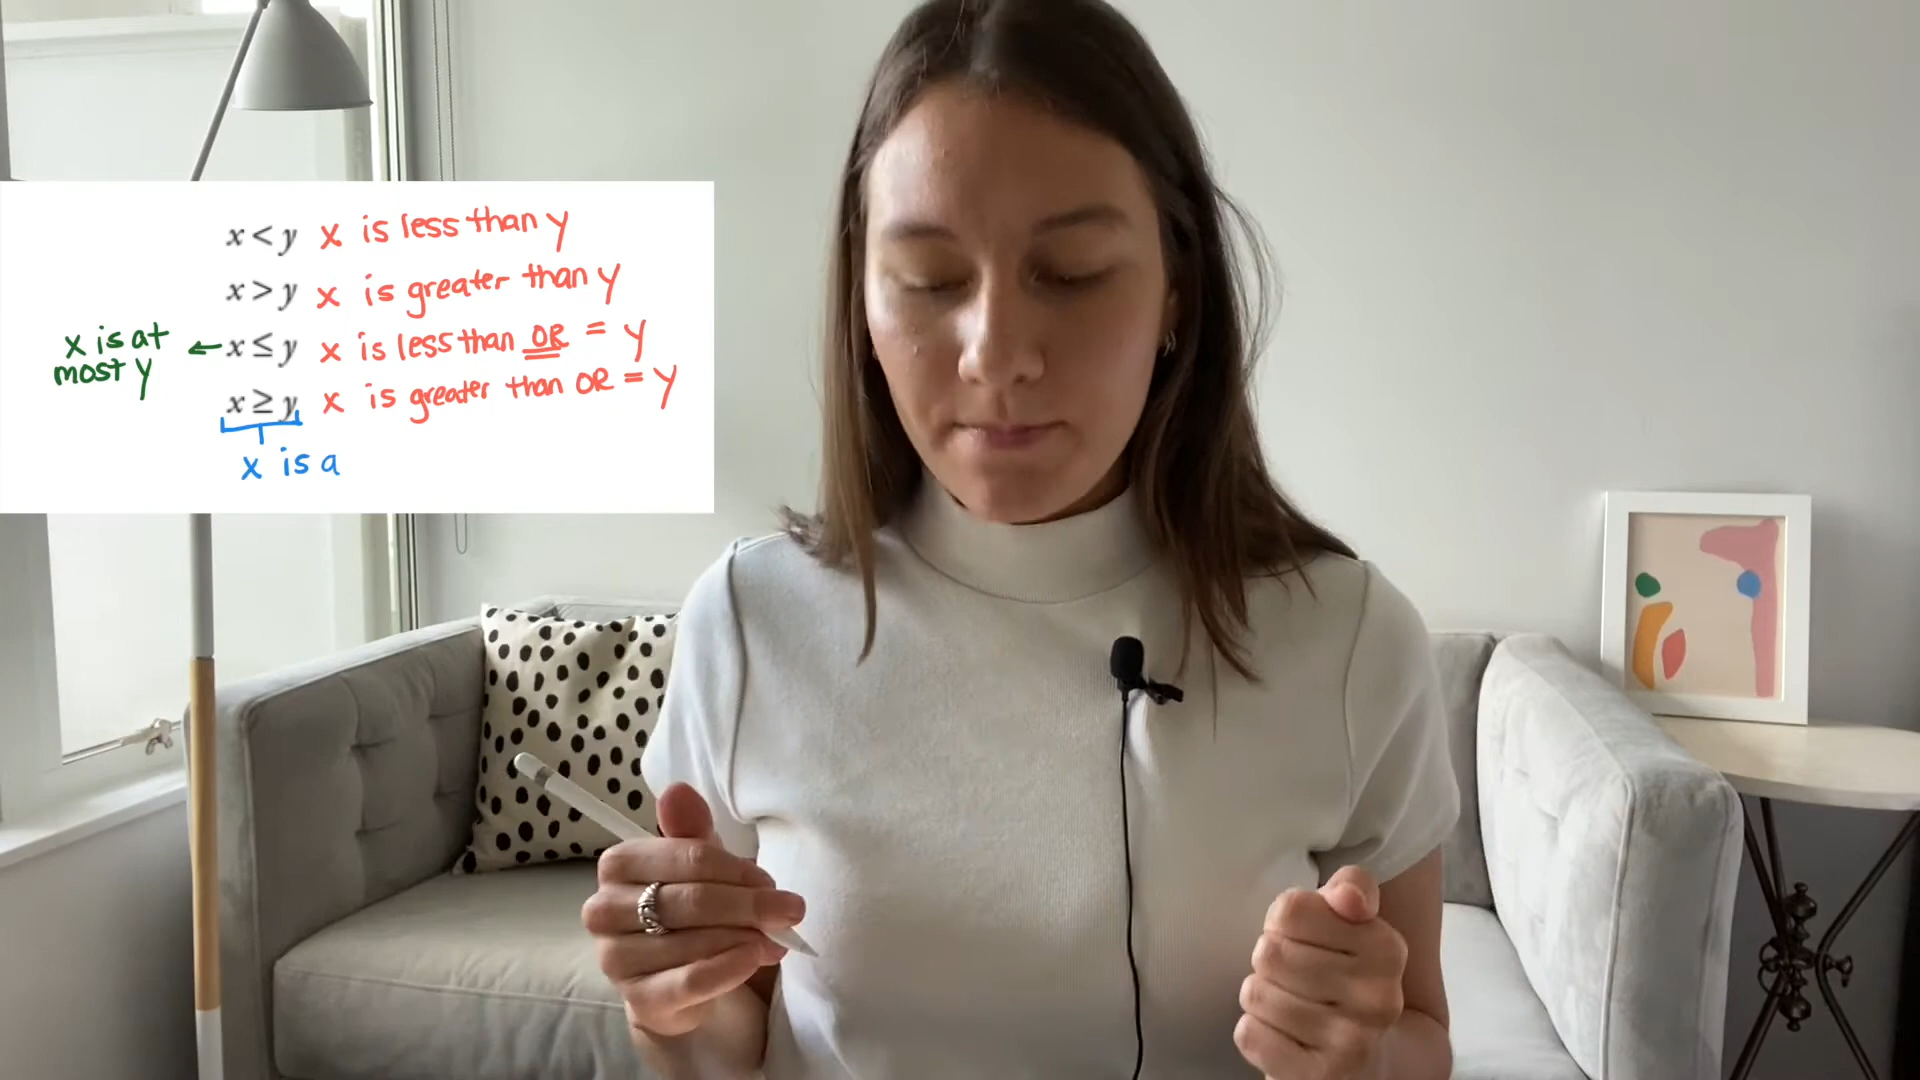 x < y x is less than y
x > y x is greater than y
x is at
most y
← x ≤ y x is less than OR = y
x ≥ y x is greater than OR = y
x is a